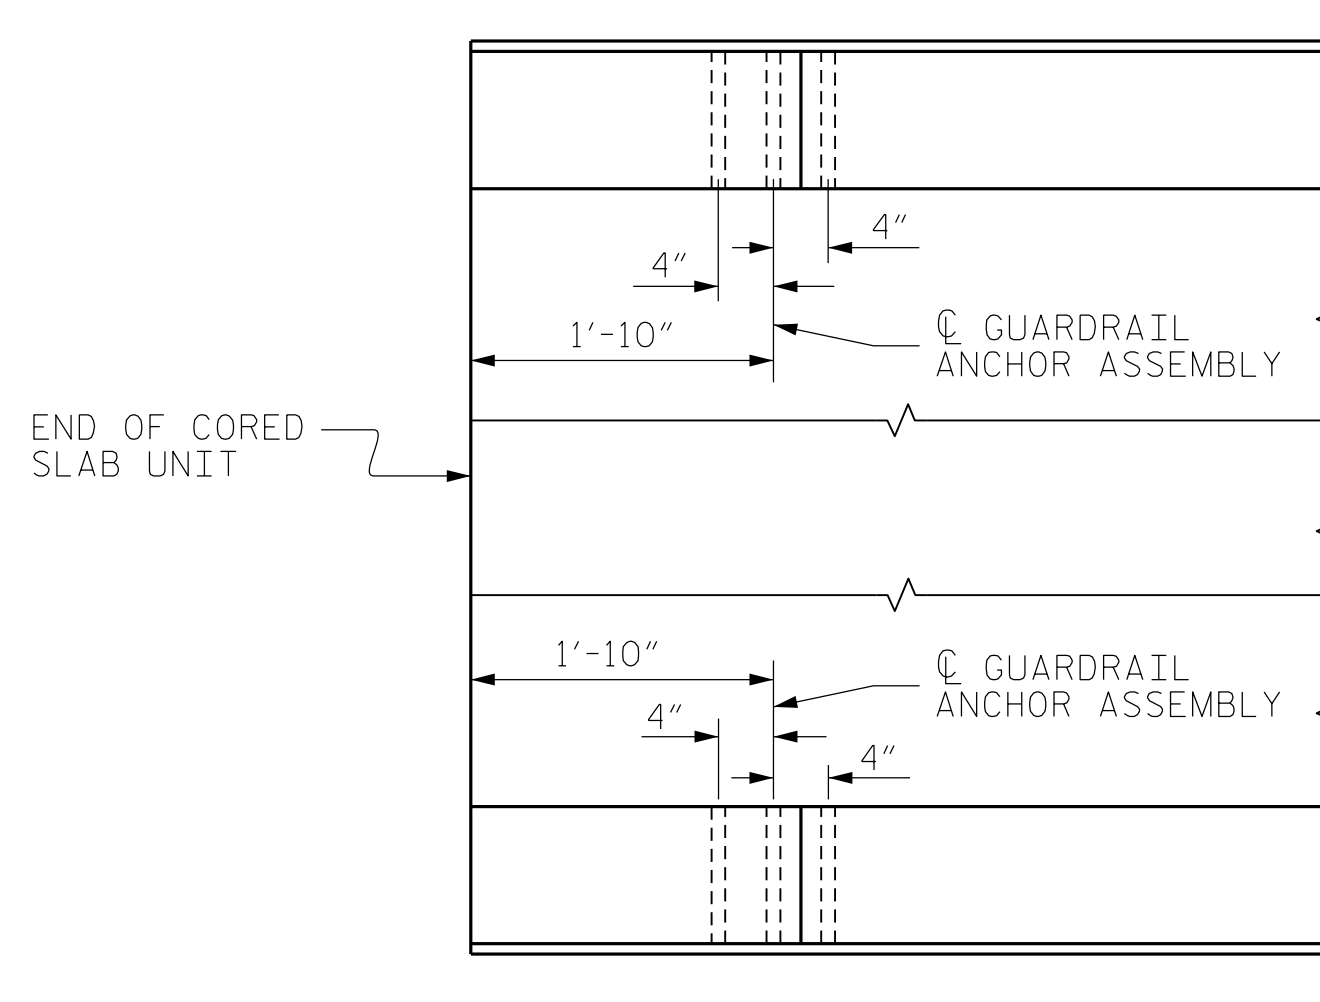 4"
4"
1'-10"
℄ GUARDRAIL
ANCHOR ASSEMBLY
END OF CORED
SLAB UNIT
1'-10"
℄ GUARDRAIL
ANCHOR ASSEMBLY
4"
4"